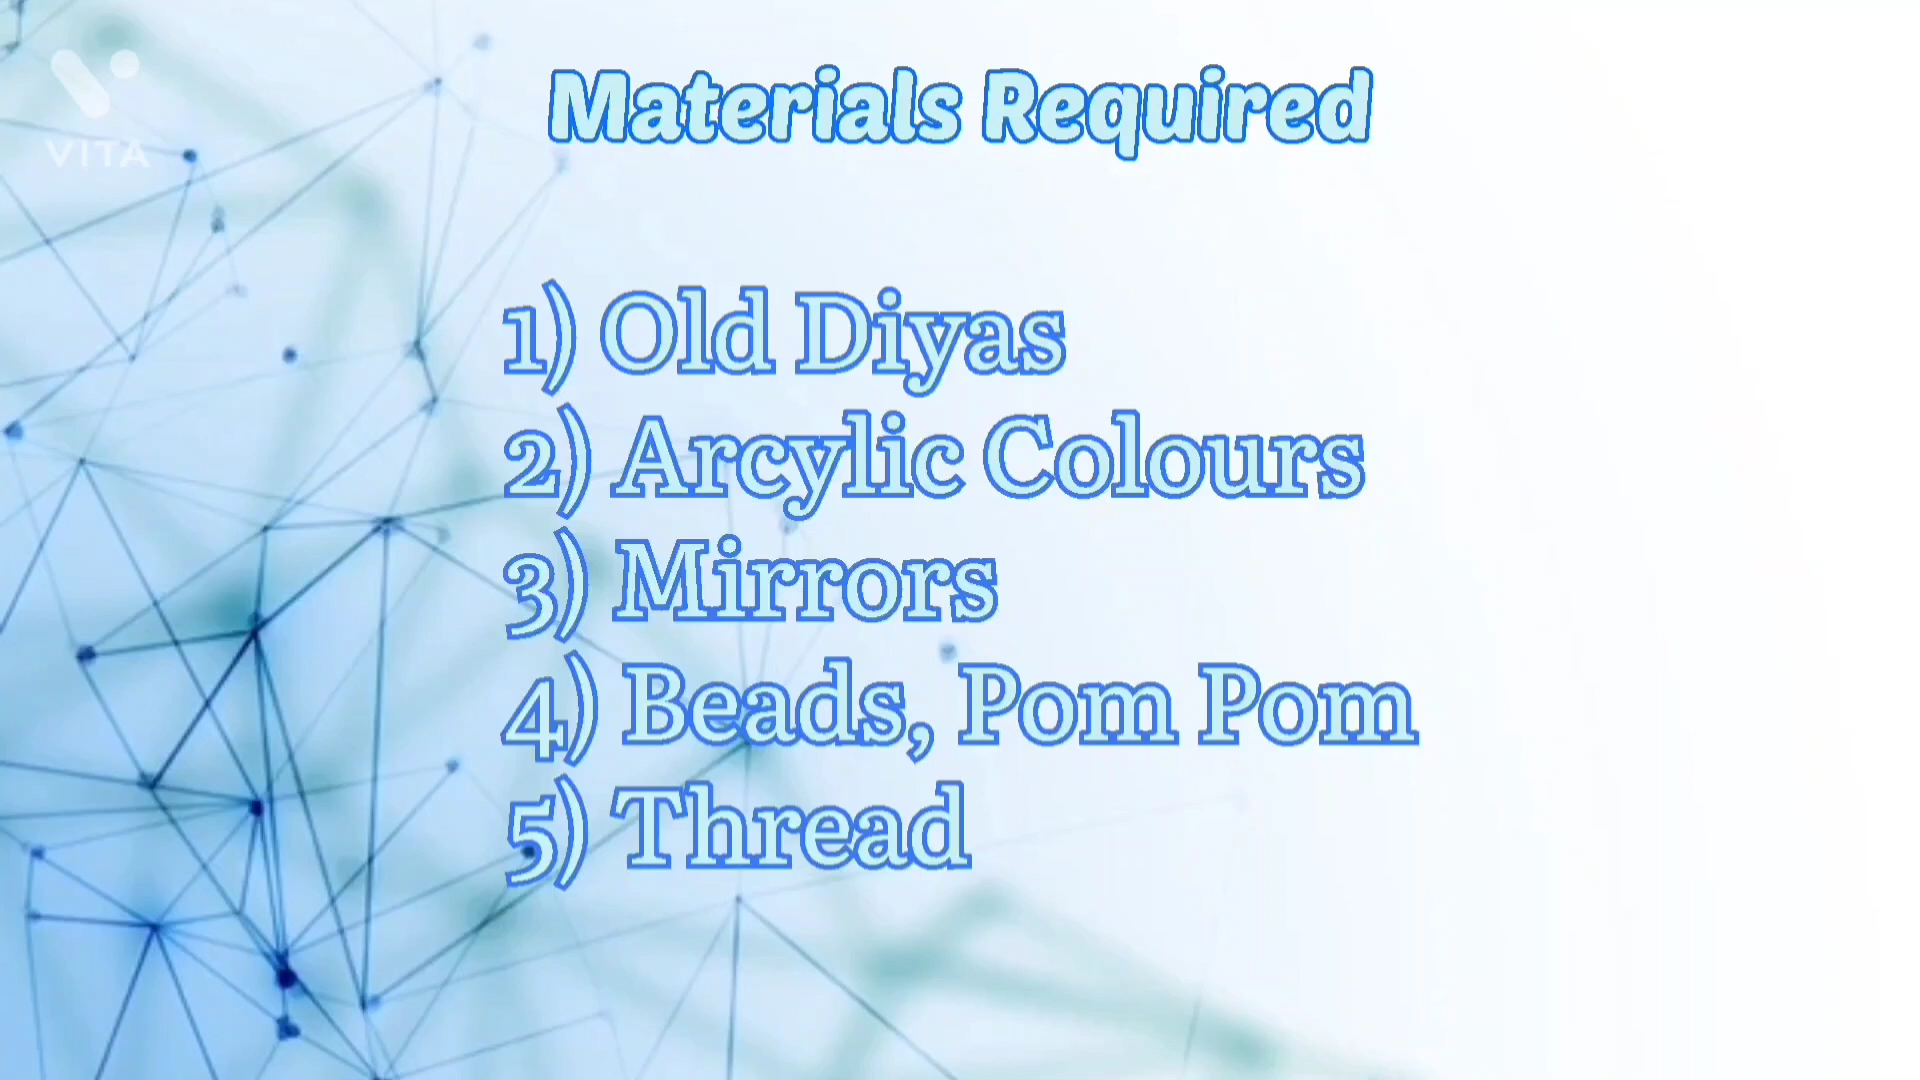 VITA
Materials Required
1) Old Diyas
2) Arcylic Colours
3) Mirrors
4) Beads, Pom Pom
5) Thread